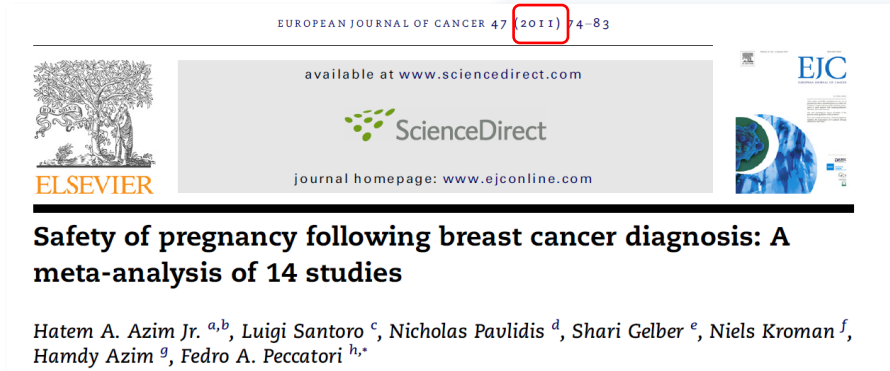 EUROPEAN JOURNAL OF CANCER 47 (2011) 74–83
available at www.sciencedirect.com
ScienceDirect
journal homepage: www.ejconline.com
ELSEVIER
EJC
Safety of pregnancy following breast cancer diagnosis: A
meta-analysis of 14 studies
Hatem A. Azim Jr. a,b, Luigi Santoro c, Nicholas Pavlidis d, Shari Gelber e, Niels Kroman f,
Hamdy Azim g, Fedro A. Peccatori h,*